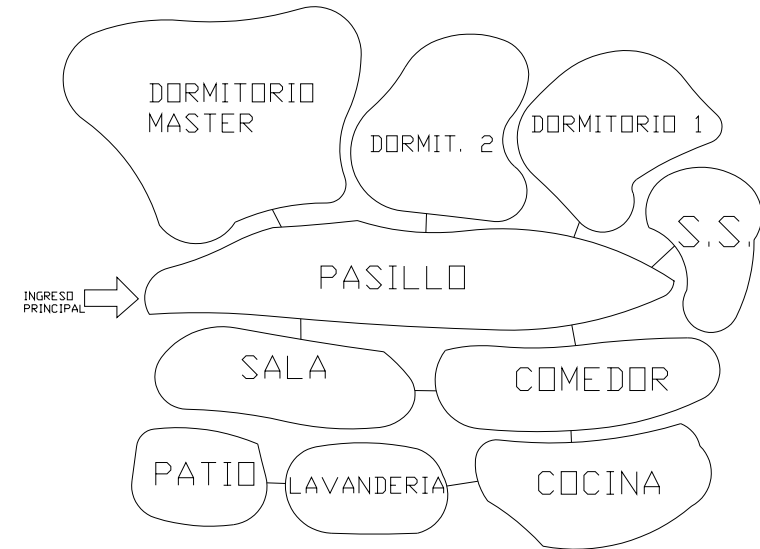 DORMITORIO
MASTER
DORMIT. 2
DORMITORIO 1
S.S.
PASILLO
INGRESO
PRINCIPAL
SALA
COMEDOR
PATIO
LAVANDERIA
COCINA